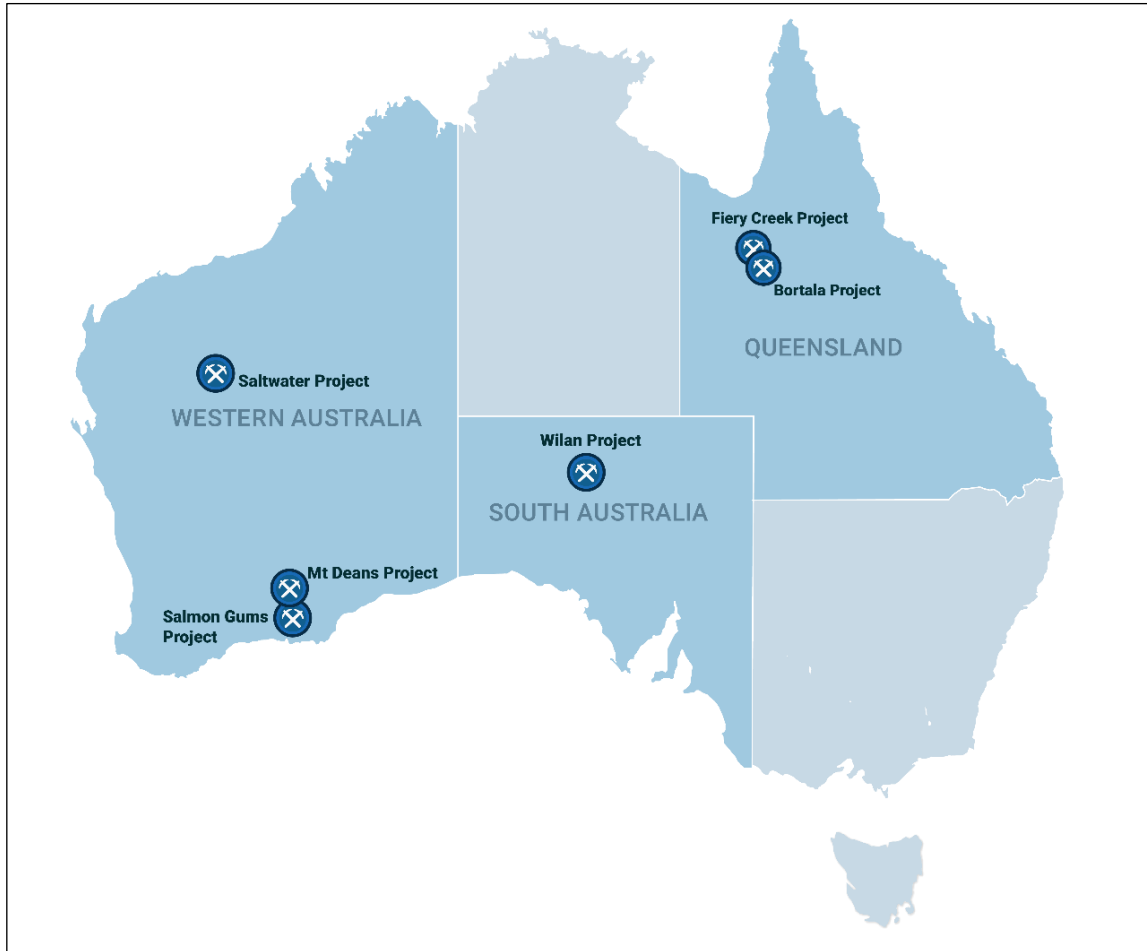 Fiery Creek Project
Bortala Project
QUEENSLAND
Saltwater Project
WESTERN AUSTRALIA
Wilan Project
SOUTH AUSTRALIA
Mt Deans Project
Salmon Gums
Project